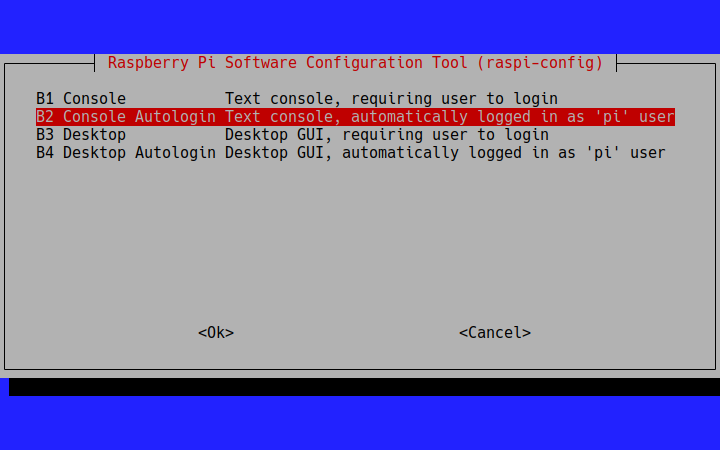 Raspberry Pi Software Configuration Tool (raspi-config)
B1 Console Text console, requiring user to login
B2 Console Autologin Text console, automatically logged in as 'pi' user
B3 Desktop Desktop GUI, requiring user to login
B4 Desktop Autologin Desktop GUI, automatically logged in as 'pi' user
<Ok> <Cancel>